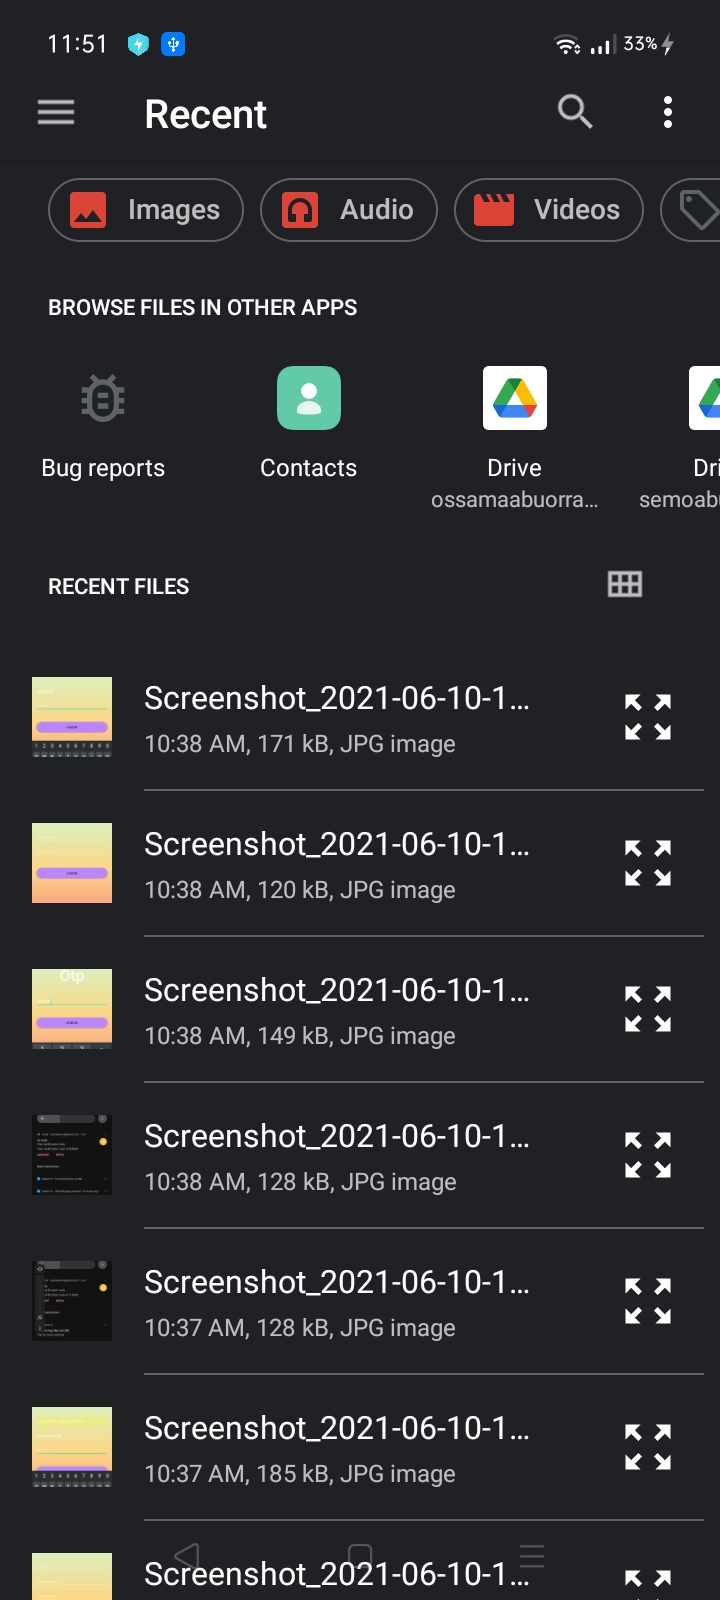 11:51
33%
Recent
Images
Audio
Videos
BROWSE FILES IN OTHER APPS
Bug reports
Contacts
Drive
ossamaabuorra...
Dri
semoab
RECENT FILES
Screenshot_2021-06-10-1...
10:38 AM, 171 kB, JPG image
Screenshot_2021-06-10-1...
10:38 AM, 120 kB, JPG image
Otp
Screenshot_2021-06-10-1...
10:38 AM, 149 kB, JPG image
Screenshot_2021-06-10-1...
10:38 AM, 128 kB, JPG image
Screenshot_2021-06-10-1...
10:37 AM, 128 kB, JPG image
Screenshot_2021-06-10-1...
10:37 AM, 185 kB, JPG image
Screenshot_2021-06-10-1...